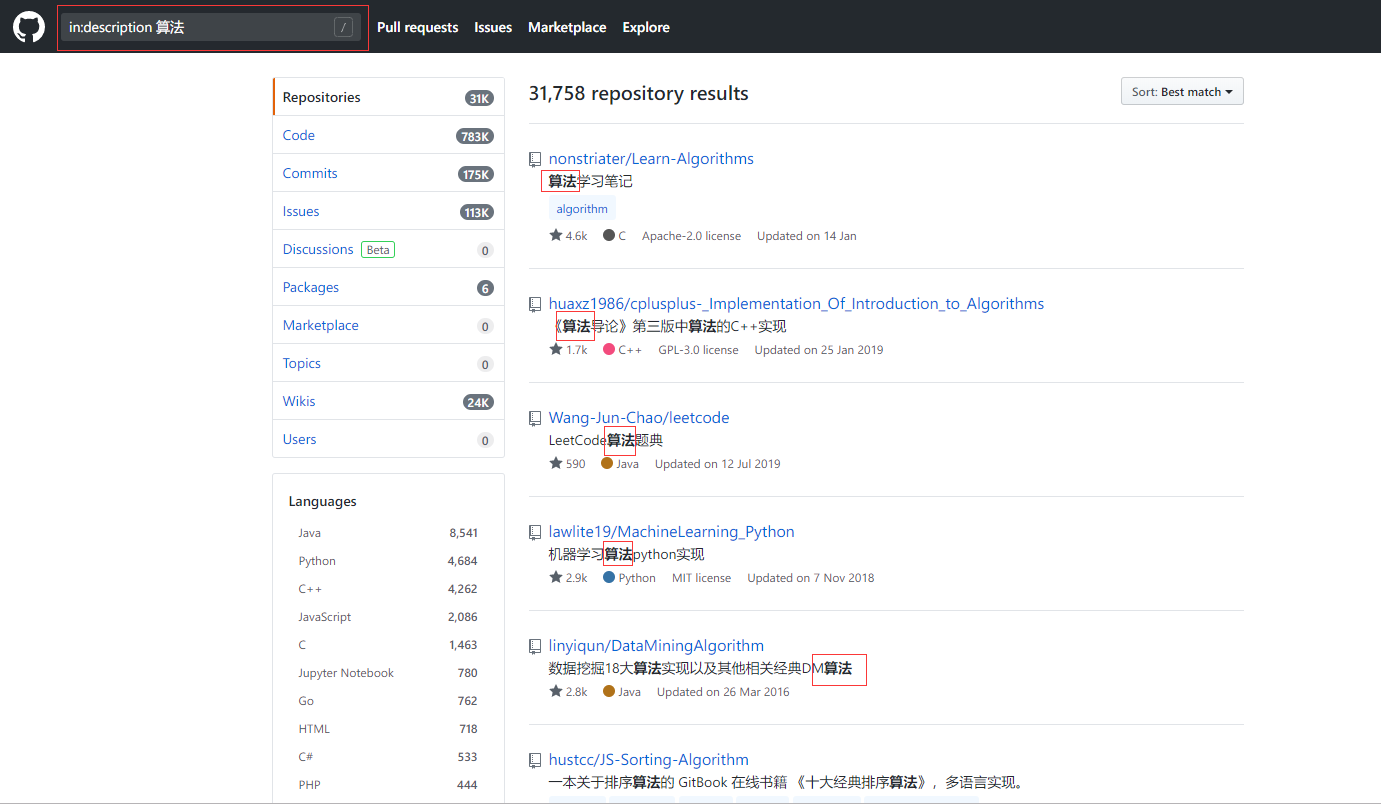 in:description 算法 /
Pull requests Issues Marketplace Explore
Repositories 31K
Code 783K
Commits 175K
Issues 113K
Discussions Beta 0
Packages 6
Marketplace 0
Topics 0
Wikis 24K
Users 0
Languages
Java 8,541
Python 4,684
C++ 4,262
JavaScript 2,086
C 1,463
Jupyter Notebook 780
Go 762
HTML 718
C# 533
PHP 444
31,758 repository results
Sort: Best match
nonstriater/Learn-Algorithms
算法学习笔记
algorithm
4.6k C Apache-2.0 license Updated on 14 Jan
huaxz1986/cplusplus-_Implementation_Of_Introduction_to_Algorithms
《算法导论》第三版中算法的C++实现
1.7k C++ GPL-3.0 license Updated on 25 Jan 2019
Wang-Jun-Chao/leetcode
LeetCode算法题典
590 Java Updated on 12 Jul 2019
lawlite19/MachineLearning_Python
机器学习算法python实现
2.9k Python MIT license Updated on 7 Nov 2018
linyiqun/DataMiningAlgorithm
数据挖掘18大算法实现以及其他相关经典DM算法
2.8k Java Updated on 26 Mar 2016
hustcc/JS-Sorting-Algorithm
一本关于排序算法的 GitBook 在线书籍 《十大经典排序算法》，多语言实现。